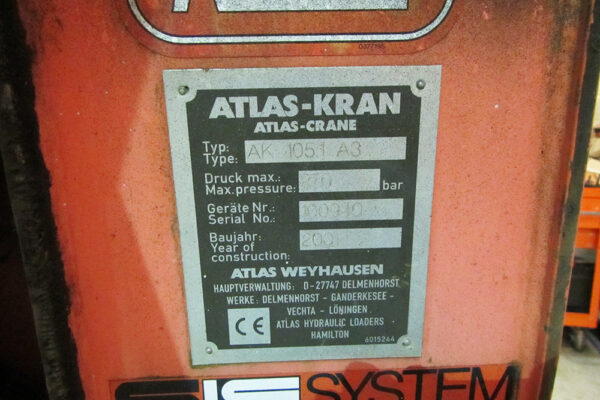 0377195
ATLAS-KRAN
ATLAS-CRANE
Typ:
Type: AK 1051 A3
Druck max.:
Max.pressure: bar
Geräte Nr.:
Serial No.:
Baujahr: 2001
Year of
construction:
ATLAS WEYHAUSEN
HAUPTVERWALTUNG: D-27747 DELMENHORST
WERKE: DELMENHORST - GANDERKESEE-
VECHTA - LÖNINGEN
CE ATLAS HYDRAULIC LOADERS
HAMILTON
6015244
SYSTEM